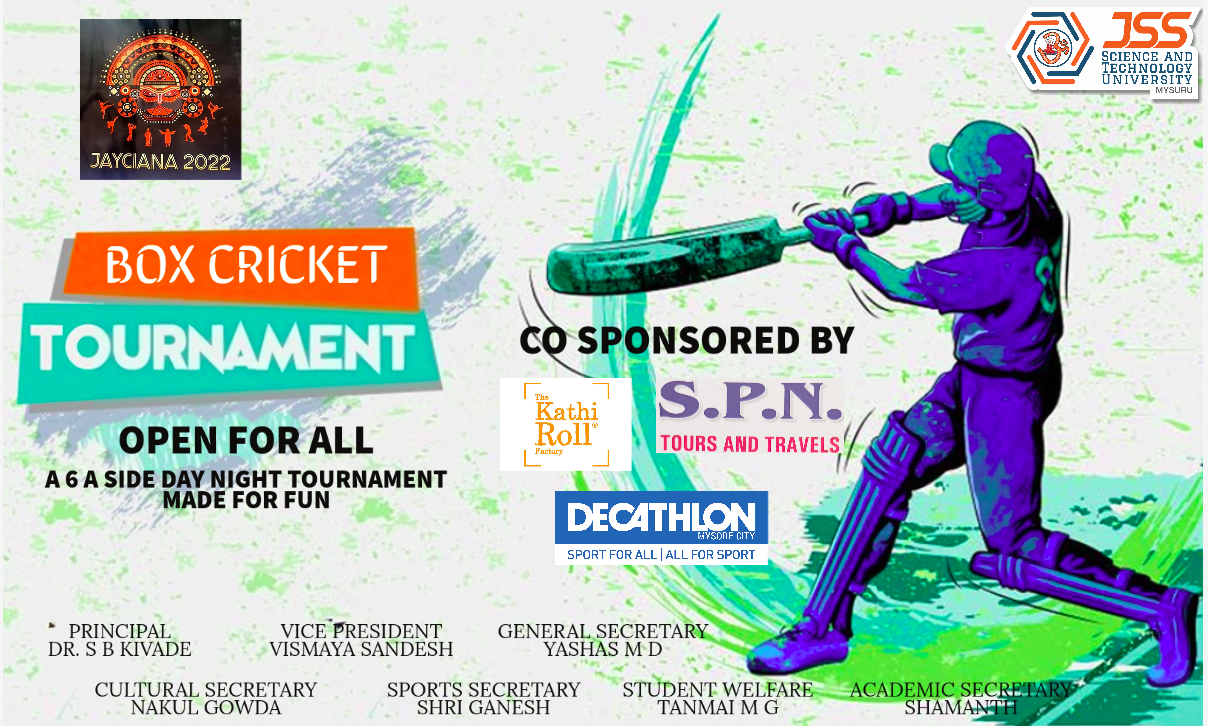 JAYCIANA 2022
JSS
SCIENCE AND
TECHNOLOGY
UNIVERSITY
MYSURU
BOX CRICKET
TOURNAMENT
OPEN FOR ALL
A 6 A SIDE DAY NIGHT TOURNAMENT
MADE FOR FUN
CO SPONSORED BY
The
Kathi
Roll®
Factory
S.P.N.
TOURS AND TRAVELS
DECATHLON
MYSORE CITY
SPORT FOR ALL | ALL FOR SPORT
PRINCIPAL
DR. S B KIVADE
VICE PRESIDENT
VISMAYA SANDESH
GENERAL SECRETARY
YASHAS M D
CULTURAL SECRETARY
NAKUL GOWDA
SPORTS SECRETARY
SHRI GANESH
STUDENT WELFARE
TANMAI M G
ACADEMIC SECRETARY
SHAMANTH